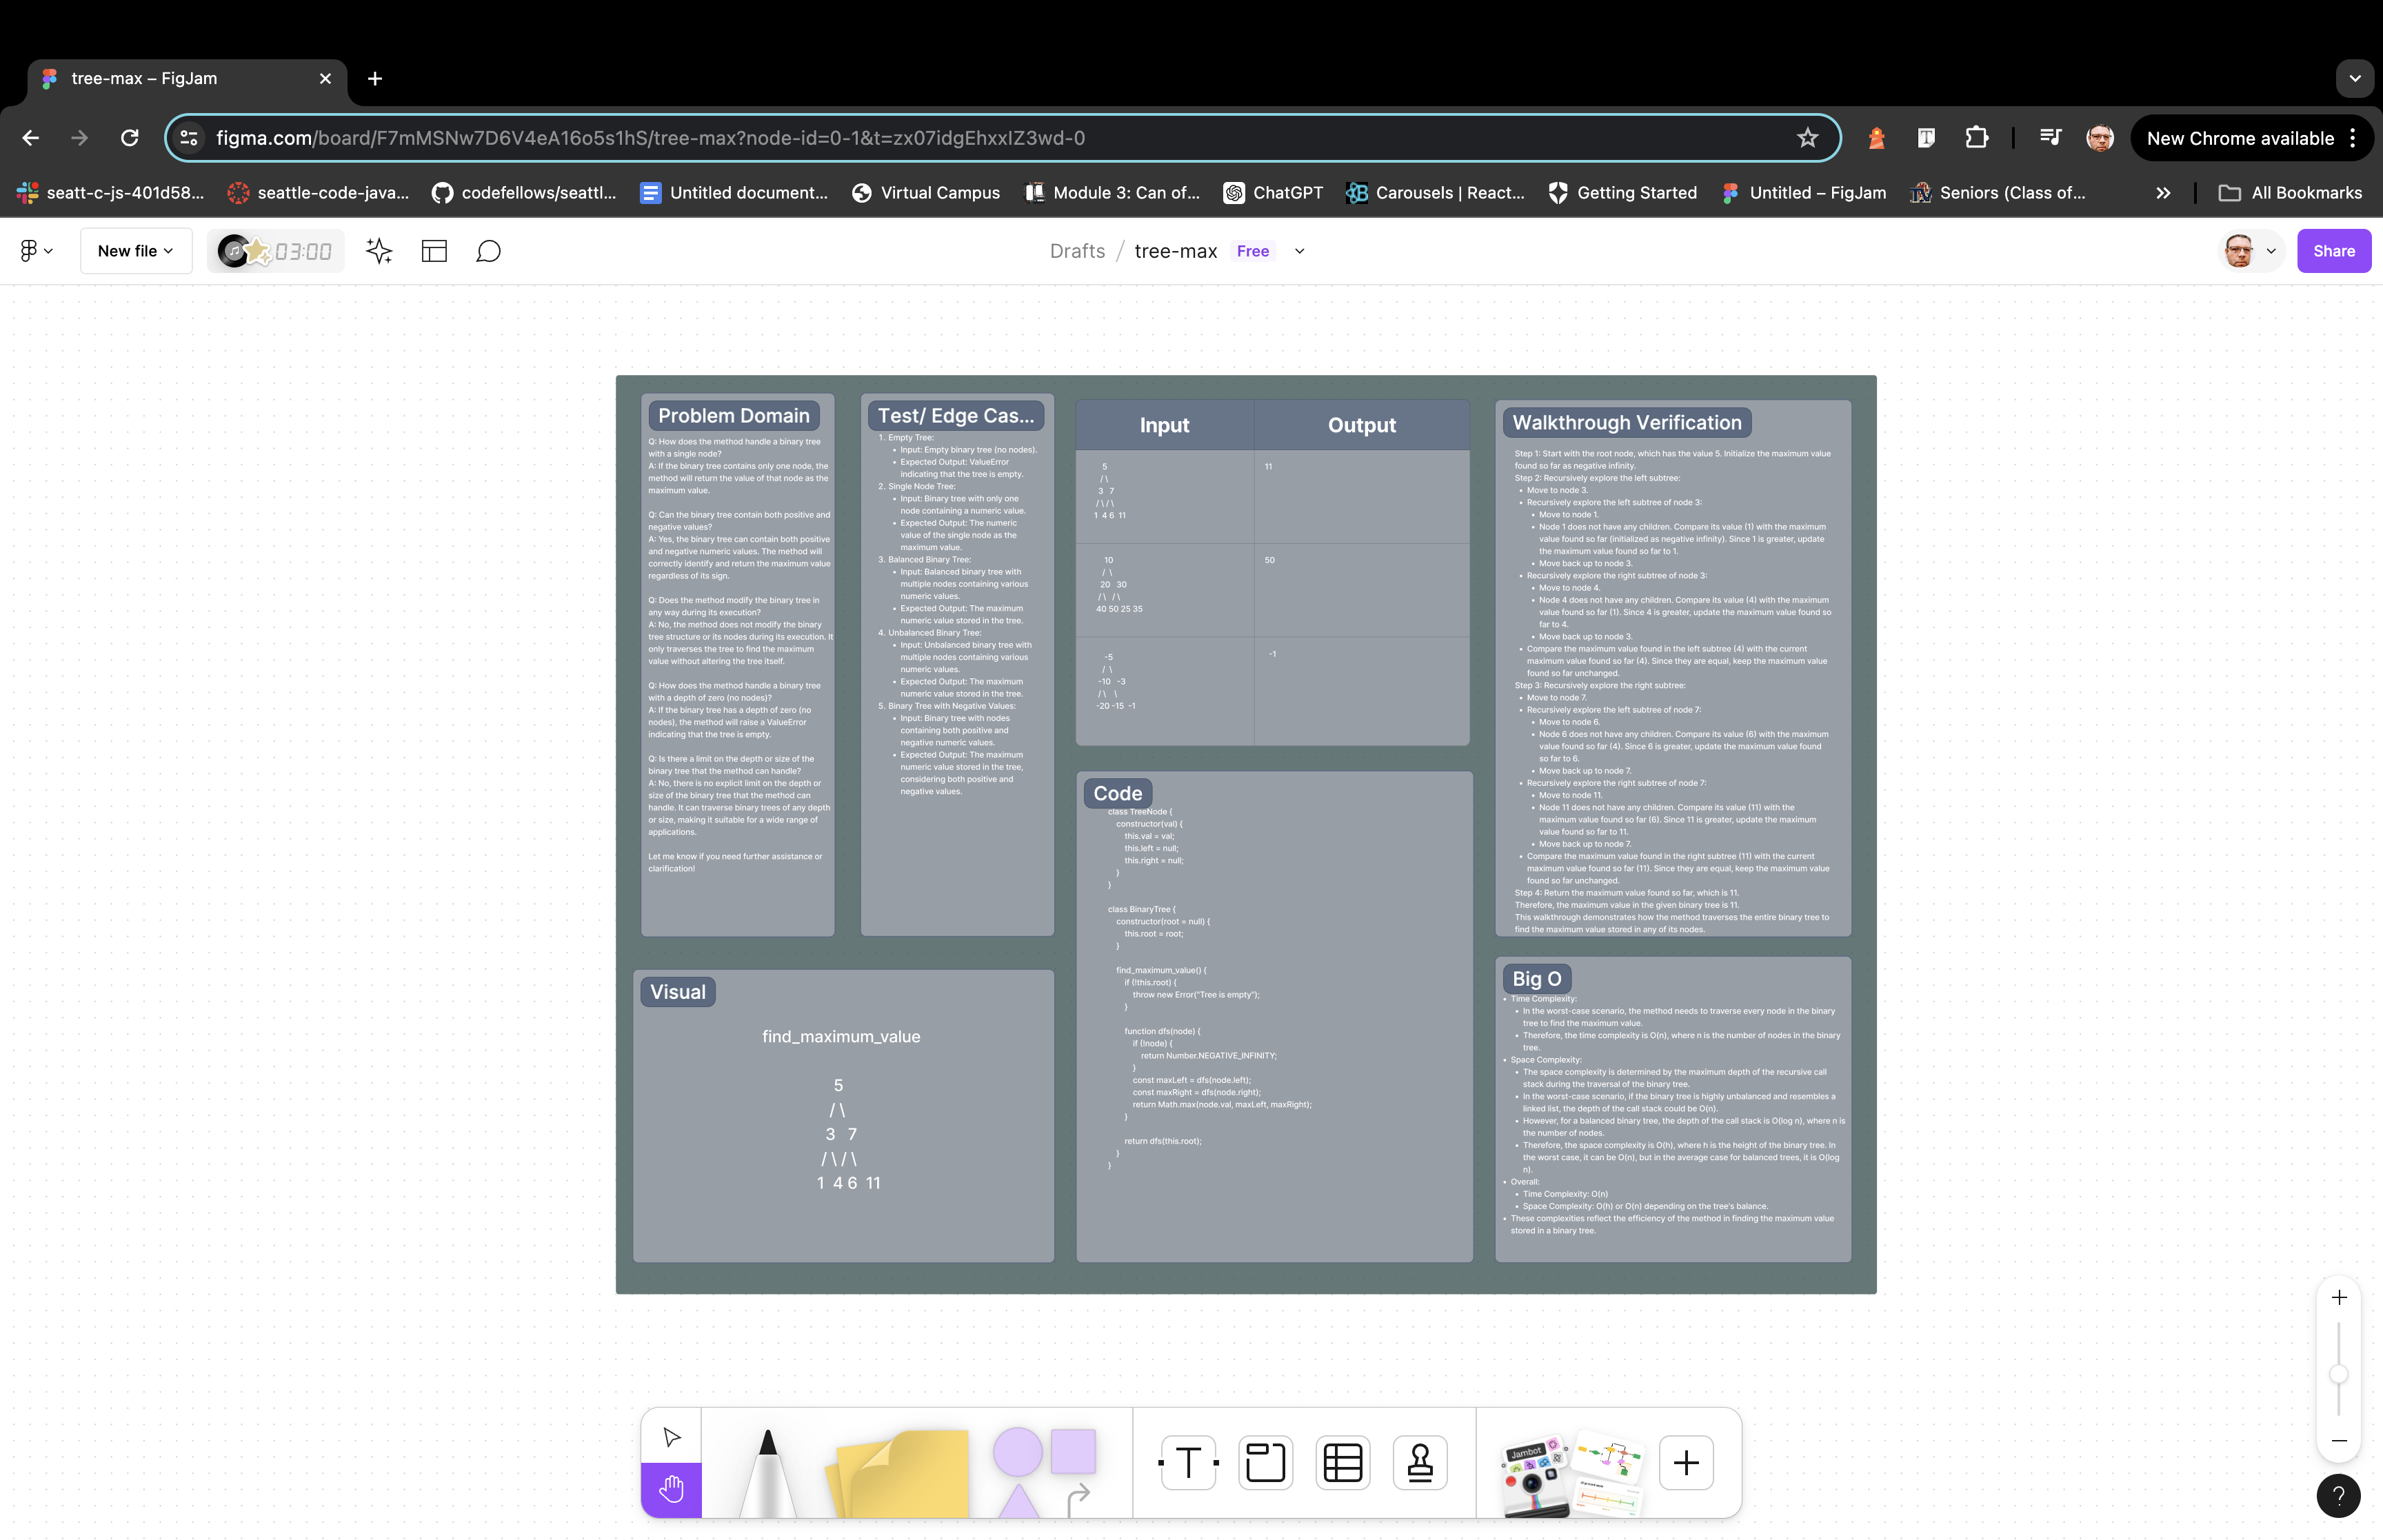 tree-max – FigJam
figma.com/board/F7mMSNw7D6V4eA16o5s1hS/tree-max?node-id=0-1&t=zx07idgEhxxIZ3wd-0
New Chrome available
seatt-c-js-401d58...
seattle-code-java...
codefellows/seattl...
Untitled document...
Virtual Campus
Module 3: Can of...
ChatGPT
Carousels | React...
Getting Started
Untitled – FigJam
Seniors (Class of...
All Bookmarks
New file
03:00
Drafts / tree-max Free
Share
Problem Domain
Q: How does the method handle a binary tree
with a single node?
A: If the binary tree contains only one node, the
method will return the value of that node as the
maximum value.
Q: Can the binary tree contain both positive and
negative values?
A: Yes, the binary tree can contain both positive
and negative numeric values. The method will
correctly identify and return the maximum value
regardless of its sign.
Q: Does the method modify the binary tree in
any way during its execution?
A: No, the method does not modify the binary
tree structure or its nodes during its execution. It
only traverses the tree to find the maximum
value without altering the tree itself.
Q: How does the method handle a binary tree
with a depth of zero (no nodes)?
A: If the binary tree has a depth of zero (no
nodes), the method will raise a ValueError
indicating that the tree is empty.
Q: Is there a limit on the depth or size of the
binary tree that the method can handle?
A: No, there is no explicit limit on the depth or
size of the binary tree that the method can
handle. It can traverse binary trees of any depth
or size, making it suitable for a wide range of
applications.
Let me know if you need further assistance or
clarification!
Test/ Edge Cas...
1. Empty Tree:
• Input: Empty binary tree (no nodes).
• Expected Output: ValueError
indicating that the tree is empty.
2. Single Node Tree:
• Input: Binary tree with only one
node containing a numeric value.
• Expected Output: The numeric
value of the single node as the
maximum value.
3. Balanced Binary Tree:
• Input: Balanced binary tree with
multiple nodes containing various
numeric values.
• Expected Output: The maximum
numeric value stored in the tree.
4. Unbalanced Binary Tree:
• Input: Unbalanced binary tree with
multiple nodes containing various
numeric values.
• Expected Output: The maximum
numeric value stored in the tree.
5. Binary Tree with Negative Values:
• Input: Binary tree with nodes
containing both positive and
negative numeric values.
• Expected Output: The maximum
numeric value stored in the tree,
considering both positive and
negative values.
Input Output
5
/ \
3 7
/ \ / \
1 4 6 11
11
10
/ \
20 30
/ \ / \
40 50 25 35
50
-5
/ \
-10 -3
/ \ \
-20 -15 -1
-1
Walkthrough Verification
Step 1: Start with the root node, which has the value 5. Initialize the maximum value
found so far as negative infinity.
Step 2: Recursively explore the left subtree:
• Move to node 3.
• Recursively explore the left subtree of node 3:
• Move to node 1.
• Node 1 does not have any children. Compare its value (1) with the maximum
value found so far (initialized as negative infinity). Since 1 is greater, update
the maximum value found so far to 1.
• Move back up to node 3.
• Recursively explore the right subtree of node 3:
• Move to node 4.
• Node 4 does not have any children. Compare its value (4) with the maximum
value found so far (1). Since 4 is greater, update the maximum value found so
far to 4.
• Move back up to node 3.
• Compare the maximum value found in the left subtree (4) with the current
maximum value found so far (4). Since they are equal, keep the maximum value
found so far unchanged.
Step 3: Recursively explore the right subtree:
• Move to node 7.
• Recursively explore the left subtree of node 7:
• Move to node 6.
• Node 6 does not have any children. Compare its value (6) with the maximum
value found so far (4). Since 6 is greater, update the maximum value found
so far to 6.
• Move back up to node 7.
• Recursively explore the right subtree of node 7:
• Move to node 11.
• Node 11 does not have any children. Compare its value (11) with the
maximum value found so far (6). Since 11 is greater, update the maximum
value found so far to 11.
• Move back up to node 7.
• Compare the maximum value found in the right subtree (11) with the current
maximum value found so far (11). Since they are equal, keep the maximum value
found so far unchanged.
Step 4: Return the maximum value found so far, which is 11.
Therefore, the maximum value in the given binary tree is 11.
This walkthrough demonstrates how the method traverses the entire binary tree to
find the maximum value stored in any of its nodes.
Visual
find_maximum_value
5
/ \
3 7
/ \ / \
1 4 6 11
Code
class TreeNode {
constructor(val) {
this.val = val;
this.left = null;
this.right = null;
}
}
class BinaryTree {
constructor(root = null) {
this.root = root;
}
find_maximum_value() {
if (!this.root) {
throw new Error("Tree is empty");
}
function dfs(node) {
if (!node) {
return Number.NEGATIVE_INFINITY;
}
const maxLeft = dfs(node.left);
const maxRight = dfs(node.right);
return Math.max(node.val, maxLeft, maxRight);
}
return dfs(this.root);
}
}
Big O
• Time Complexity:
• In the worst-case scenario, the method needs to traverse every node in the binary
tree to find the maximum value.
• Therefore, the time complexity is O(n), where n is the number of nodes in the binary
tree.
• Space Complexity:
• The space complexity is determined by the maximum depth of the recursive call
stack during the traversal of the binary tree.
• In the worst-case scenario, if the binary tree is highly unbalanced and resembles a
linked list, the depth of the call stack could be O(n).
• However, for a balanced binary tree, the depth of the call stack is O(log n), where n is
the number of nodes.
• Therefore, the space complexity is O(h), where h is the height of the binary tree. In
the worst case, it can be O(n), but in the average case for balanced trees, it is O(log
n).
• Overall:
• Time Complexity: O(n)
• Space Complexity: O(h) or O(n) depending on the tree's balance.
• These complexities reflect the efficiency of the method in finding the maximum value
stored in a binary tree.
T
Jambot
?